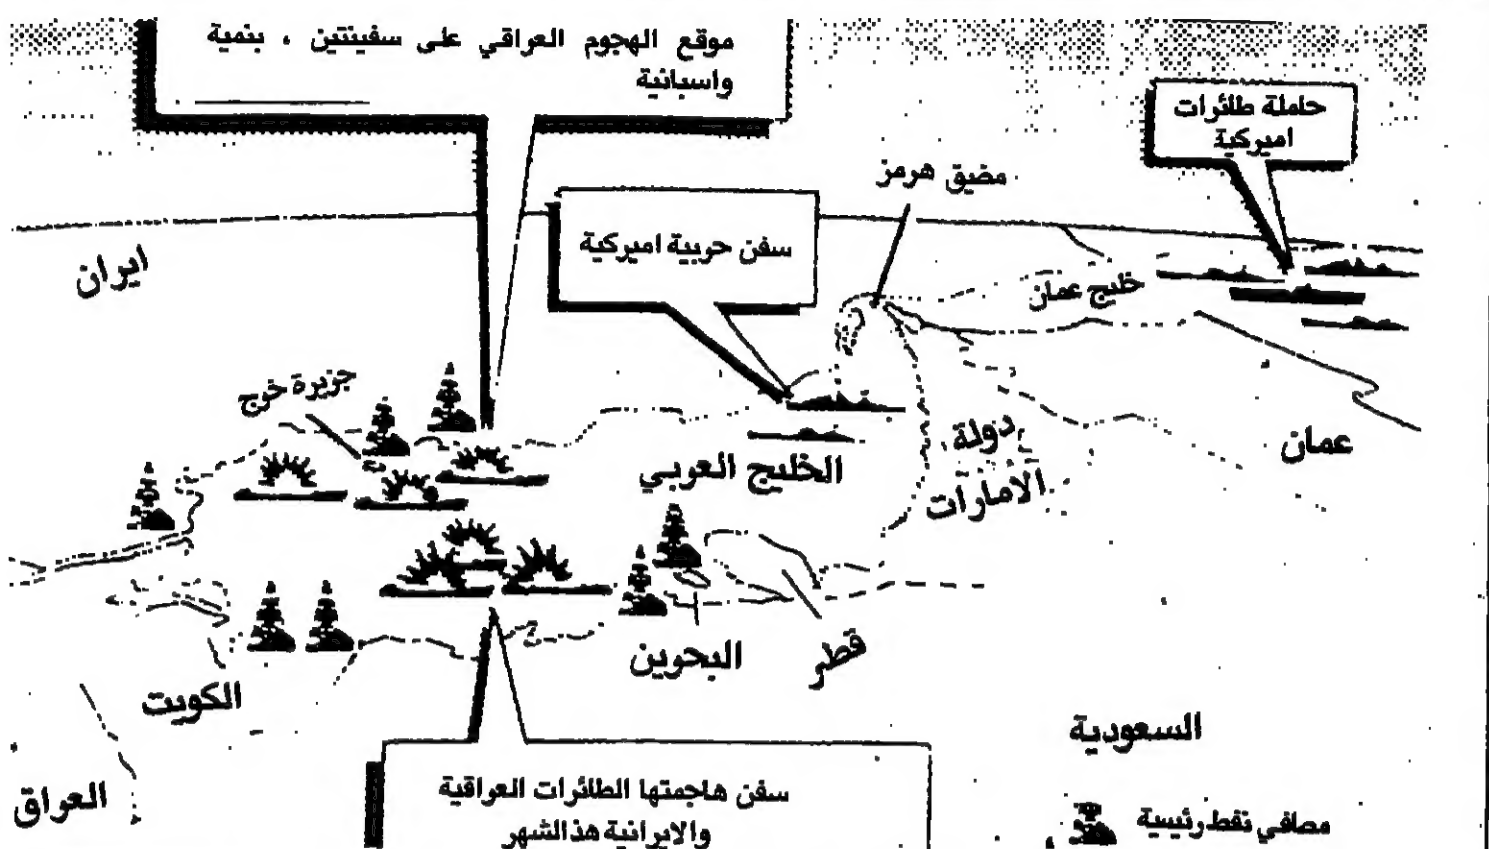 موقع الهجوم العراقي على سفينتين ، بنمية
واسبانية
حاملة طائرات
اميركية
مضيق هرمز
سفن حربية اميركية
ايران
خليج عمان
جزيرة خرج
دولة
الامارات
عمان
الخليج العربي
البحرين
قطر
الكويت
السعودية
العراق
سفن هاجمتها الطائرات العراقية
والايرانية هذالشهر
مصافي نفط رئيسية